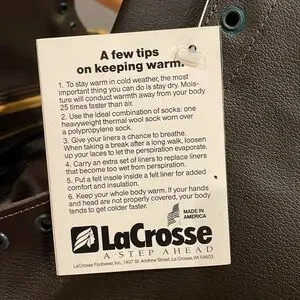 A few tips
on keeping warm.
1. To stay warm in cold weather, the most
important thing you can do is stay dry. Mois-
ture will conduct warmth away from your body
25 times faster than air.
2. Use the ideal combination of socks: one
heavyweight thermal wool sock worn over
a polypropylene sock.
3. Give your liners a chance to breathe.
When taking a break after a long walk, loosen
up your laces to let the perspiration evaporate.
4. Carry an extra set of liners to replace liners
that become too wet from perspiration.
5. Put a felt insole inside a felt liner for added
comfort and insulation.
6. Keep your whole body warm. If your hands
and head are not properly covered, your body
tends to get colder faster.
MADE IN
AMERICA
LaCrosse
A STEP AHEAD
LaCrosse Footwear, Inc., 1407 St. Andrew Street, La Crosse, WI 54603